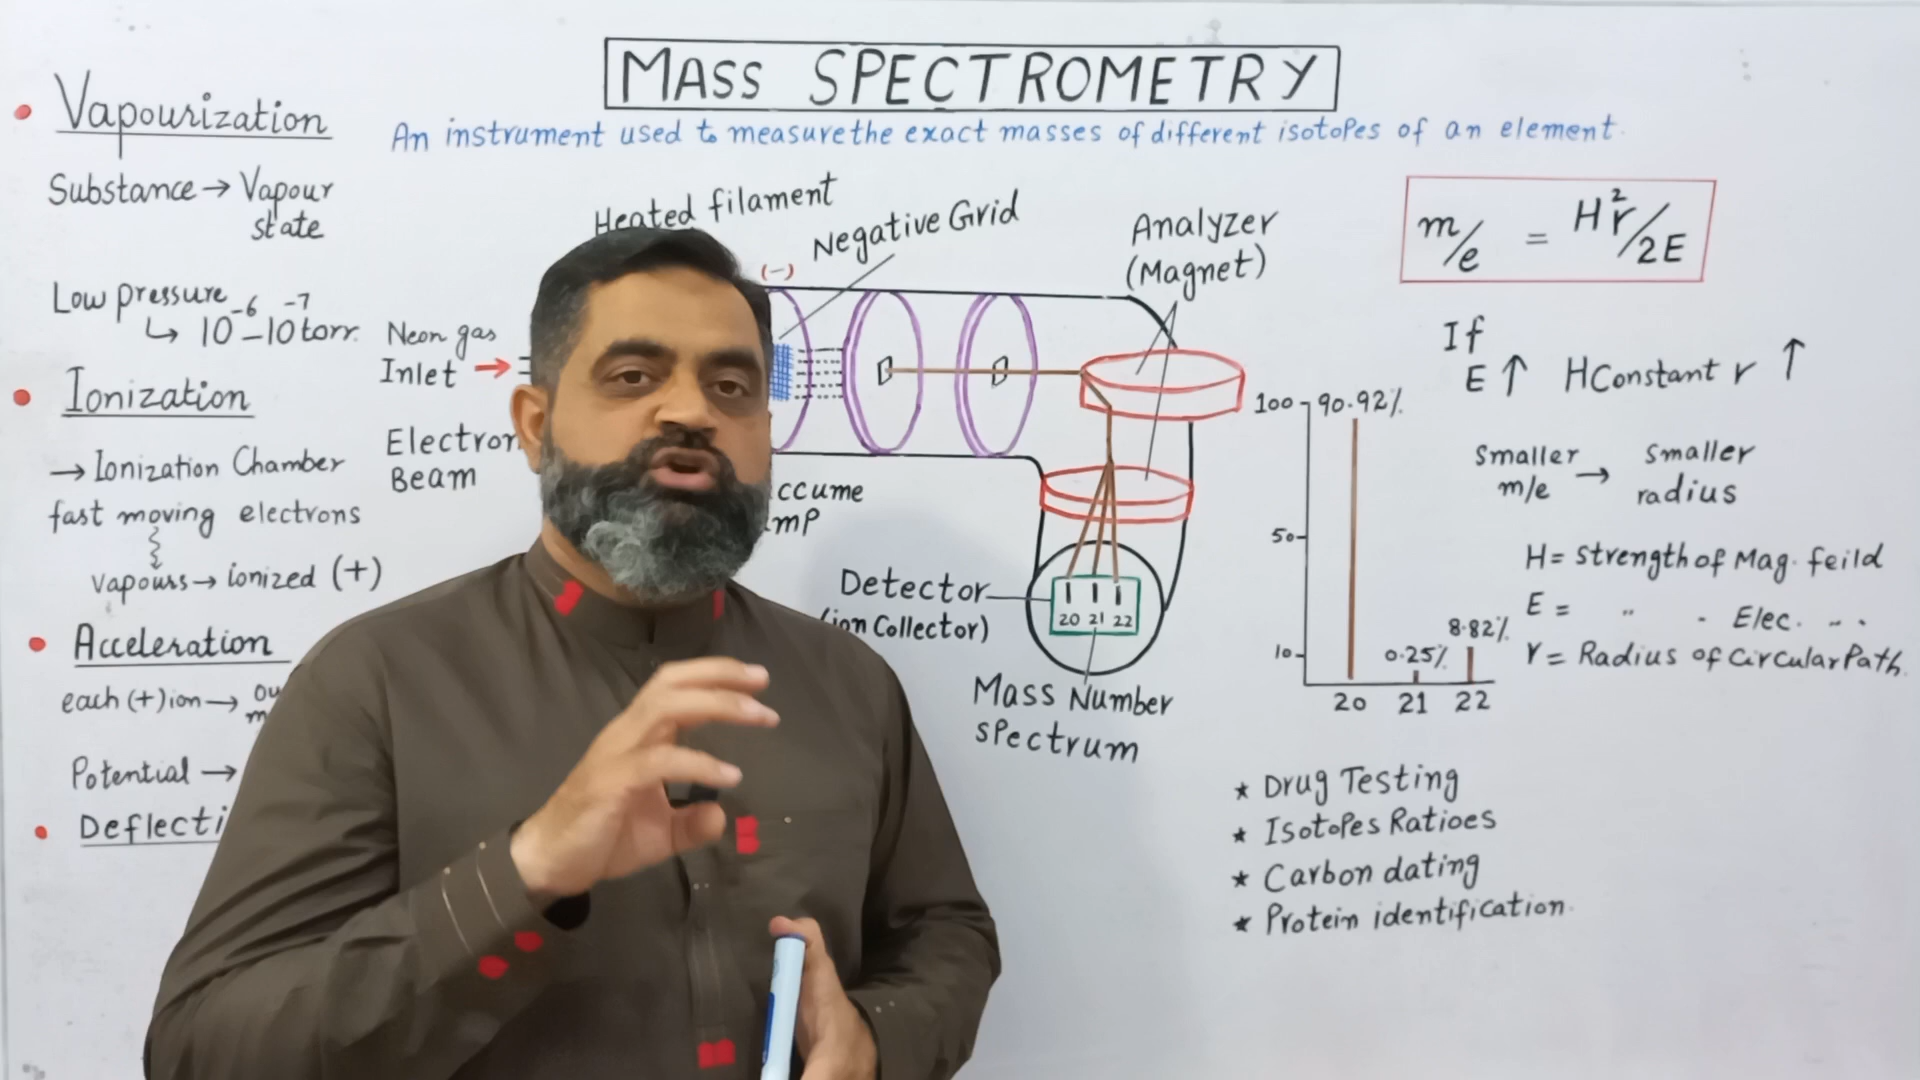 MASS SPECTROMETRY
An instrument used to measure the exact masses of different isotopes of an element.
• Vapourization
Substance → Vapour
state
Low pressure
↳ 10⁻⁶ – 10⁻⁷ torr.
• Ionization
→ Ionization Chamber
fast moving electrons
vapours → ionized (+)
• Acceleration
each (+) ion →
Potential →
Heated filament
Negative Grid
(-)
Neon gas
Inlet →
Electron
Beam
Analyzer
(Magnet)
Detector
(ion Collector)
20 21 22
Mass Number
spectrum
m/e = H²r²/2E
If
E ↑ H Constant r ↑
Smaller m/e → Smaller radius
H = Strength of Mag. feild
E = " - Elec. - -
r = Radius of Circular Path.
100 90.92%
50
10 0.25% 8.82%
20 21 22
★ Drug Testing
★ Isotopes Ratioes
★ Carbon dating
★ Protein identification